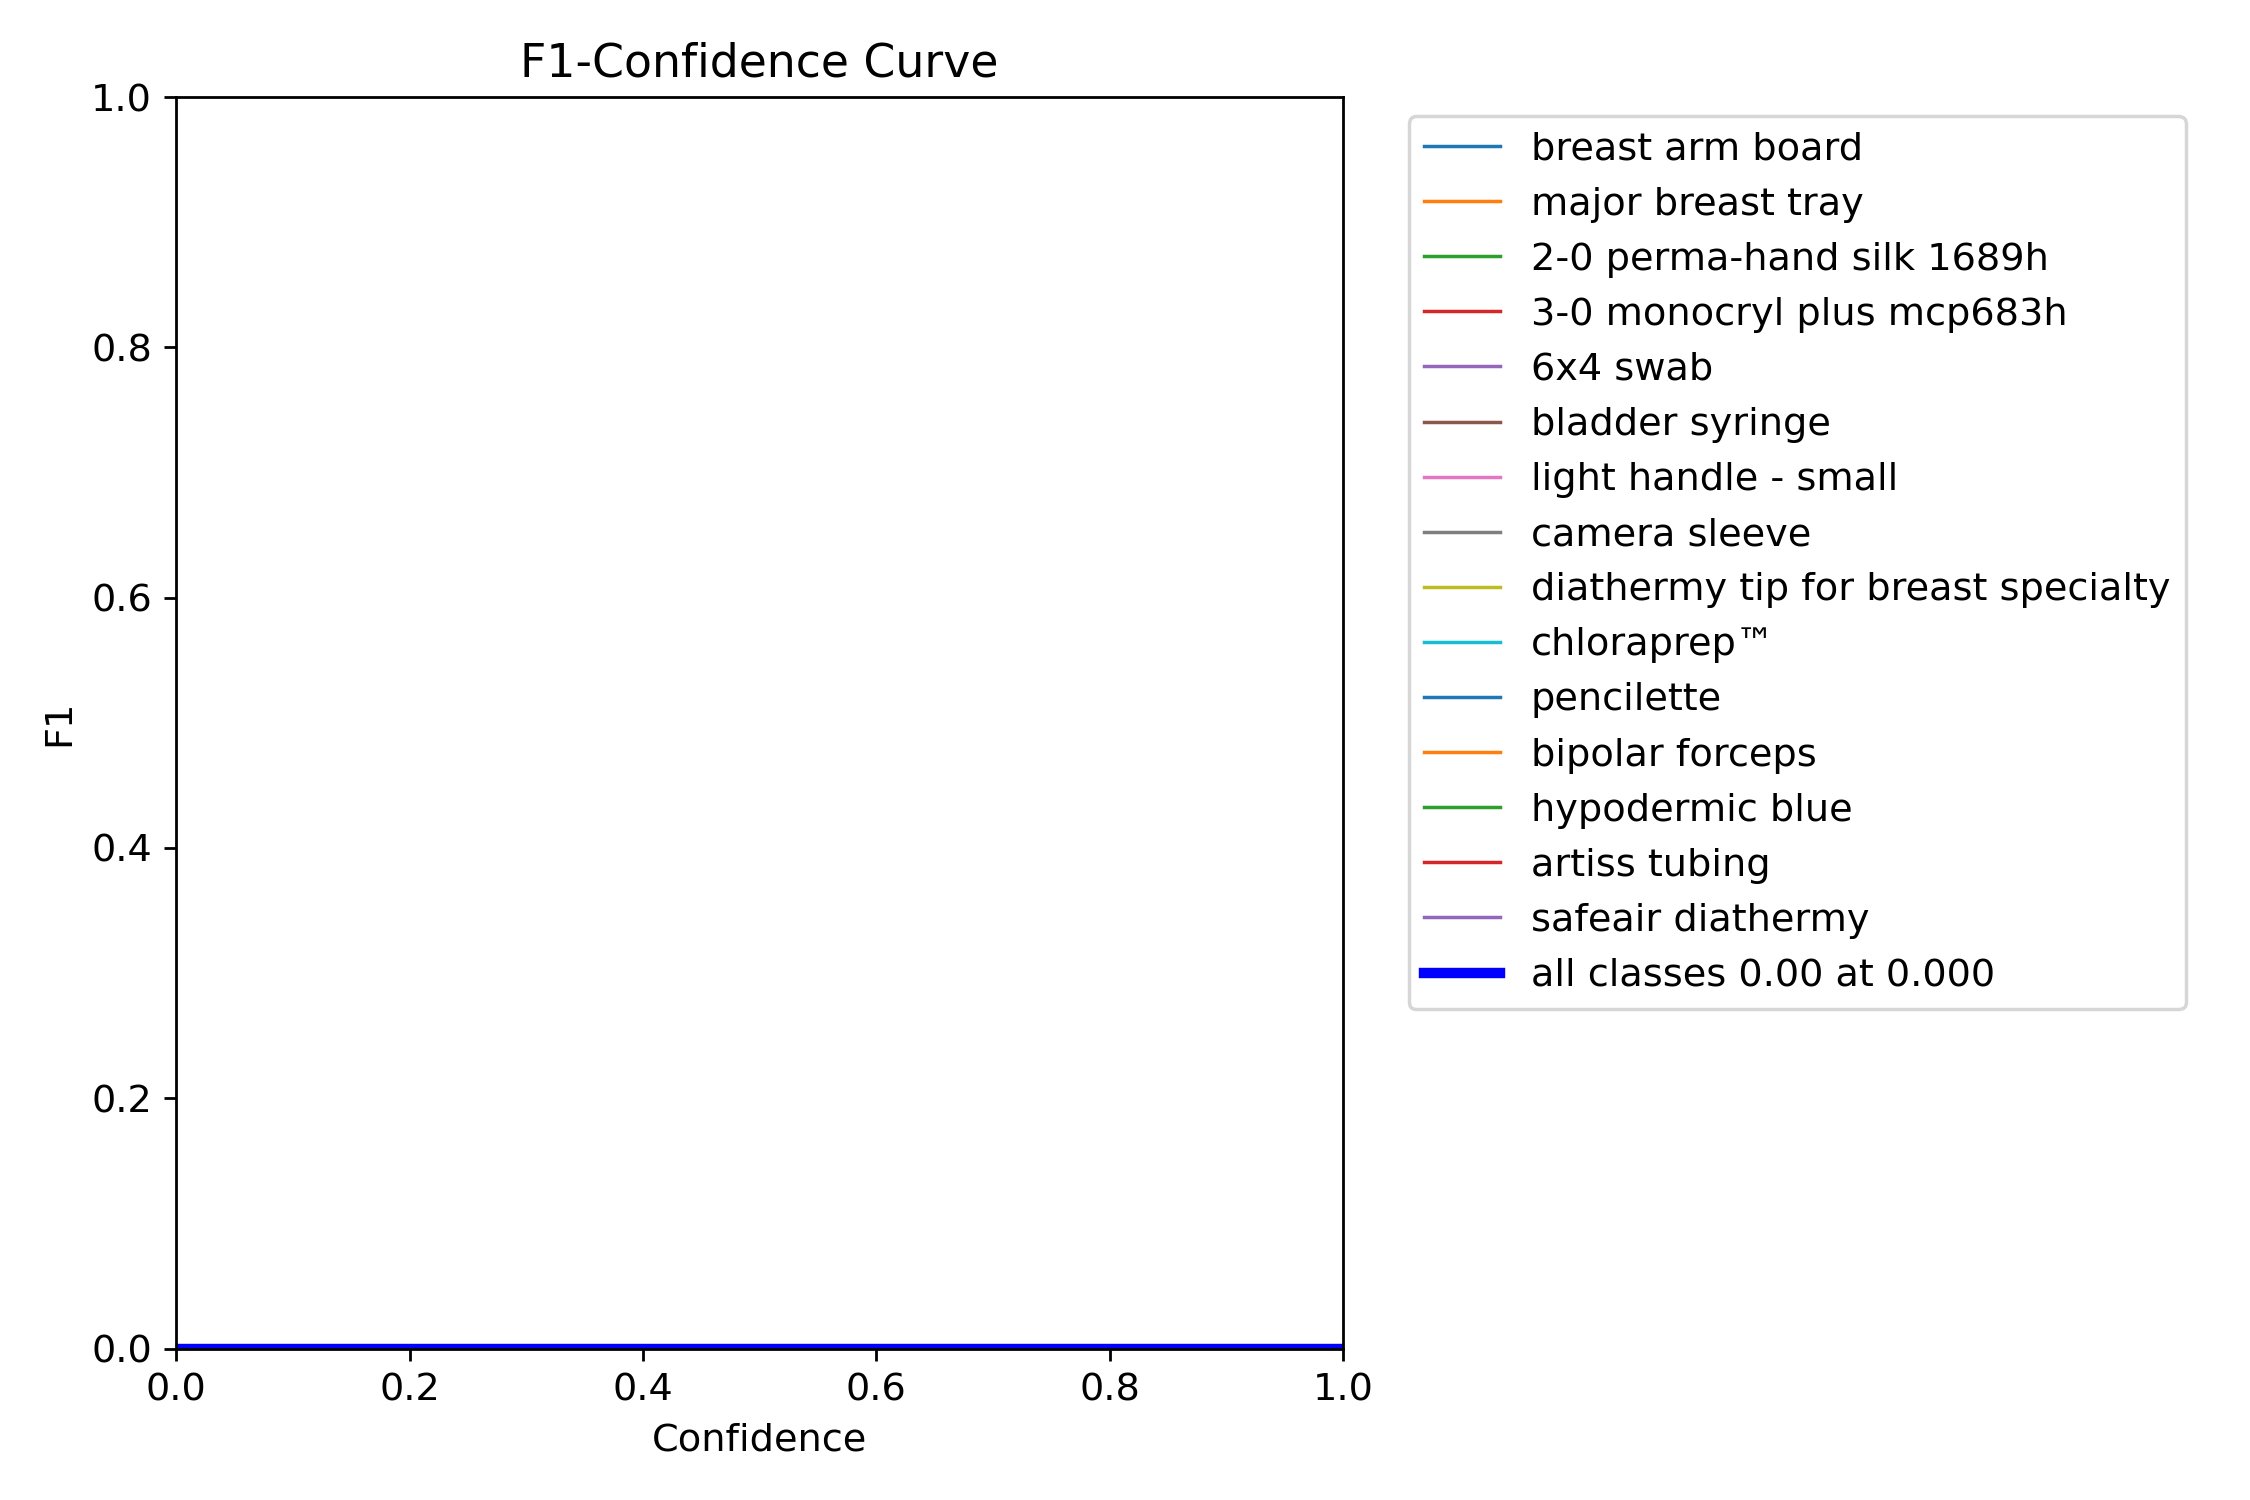 F1-Confidence Curve
1.0
0.8
0.6
0.4
0.2
0.0
F1
0.0 0.2 0.4 0.6 0.8 1.0
Confidence
breast arm board
major breast tray
2-0 perma-hand silk 1689h
3-0 monocryl plus mcp683h
6x4 swab
bladder syringe
light handle - small
camera sleeve
diathermy tip for breast specialty
chloraprep™
pencilette
bipolar forceps
hypodermic blue
artiss tubing
safeair diathermy
all classes 0.00 at 0.000